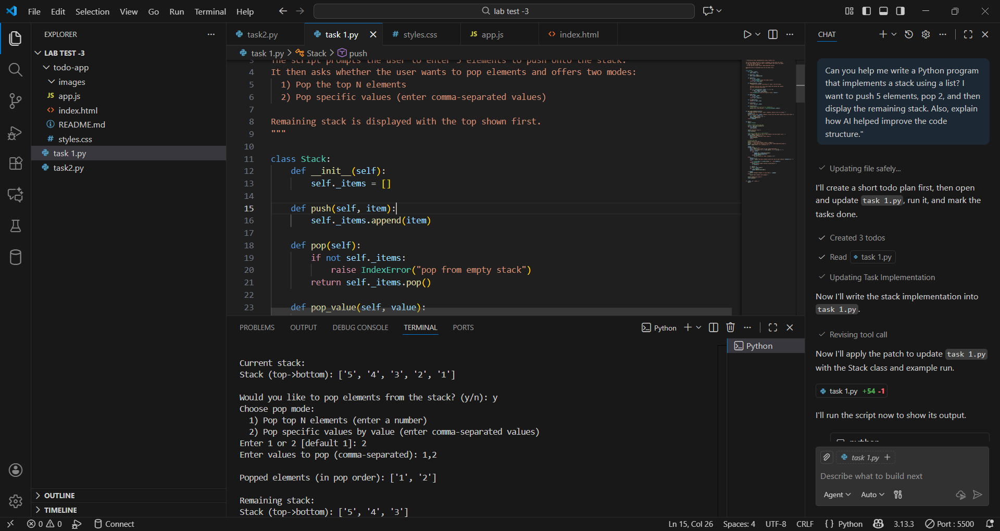 File Edit Selection View Go Run Terminal Help
lab test -3
EXPLORER
LAB TEST -3
todo-app
images
JS app.js
<> index.html
README.md
# styles.css
task 1.py
task2.py
OUTLINE
TIMELINE
task2.py
task 1.py
# styles.css
JS app.js
<> index.html
task 1.py > Stack > push
3 The script prompts the user to enter 5 elements to push onto the stack.
4 It then asks whether the user wants to pop elements and offers two modes:
5 1) Pop the top N elements
6 2) Pop specific values (enter comma-separated values)
7
8 Remaining stack is displayed with the top shown first.
9 """
10
11 class Stack:
12 def __init__(self):
13 self._items = []
14
15 def push(self, item):
16 self._items.append(item)
17
18 def pop(self):
19 if not self._items:
20 raise IndexError("pop from empty stack")
21 return self._items.pop()
22
23 def pop_value(self, value):
PROBLEMS OUTPUT DEBUG CONSOLE TERMINAL PORTS
Python
Python
Current stack:
Stack (top->bottom): ['5', '4', '3', '2', '1']
Would you like to pop elements from the stack? (y/n): y
Choose pop mode:
1) Pop top N elements (enter a number)
2) Pop specific values by value (enter comma-separated values)
Enter 1 or 2 [default 1]: 2
Enter values to pop (comma-separated): 1,2
Popped elements (in pop order): ['1', '2']
Remaining stack:
Stack (top->bottom): ['5', '4', '3']
CHAT
Can you help me write a Python program
that implements a stack using a list? I
want to push 5 elements, pop 2, and then
display the remaining stack. Also, explain
how AI helped improve the code
structure."
Updating file safely...
I'll create a short todo plan first, then open
and update task 1.py, run it, and mark the
tasks done.
Created 3 todos
Read task 1.py
Updating Task Implementation
Now I'll write the stack implementation into
task 1.py.
Revising tool call
Now I'll apply the patch to update task 1.py
with the Stack class and example run.
task 1.py +54 -1
I'll run the script now to show its output.
python
task 1.py +
Describe what to build next
Agent Auto
0 0 Connect
Ln 15, Col 26 Spaces: 4 UTF-8 CRLF { } Python 3.13.3 Port : 5500